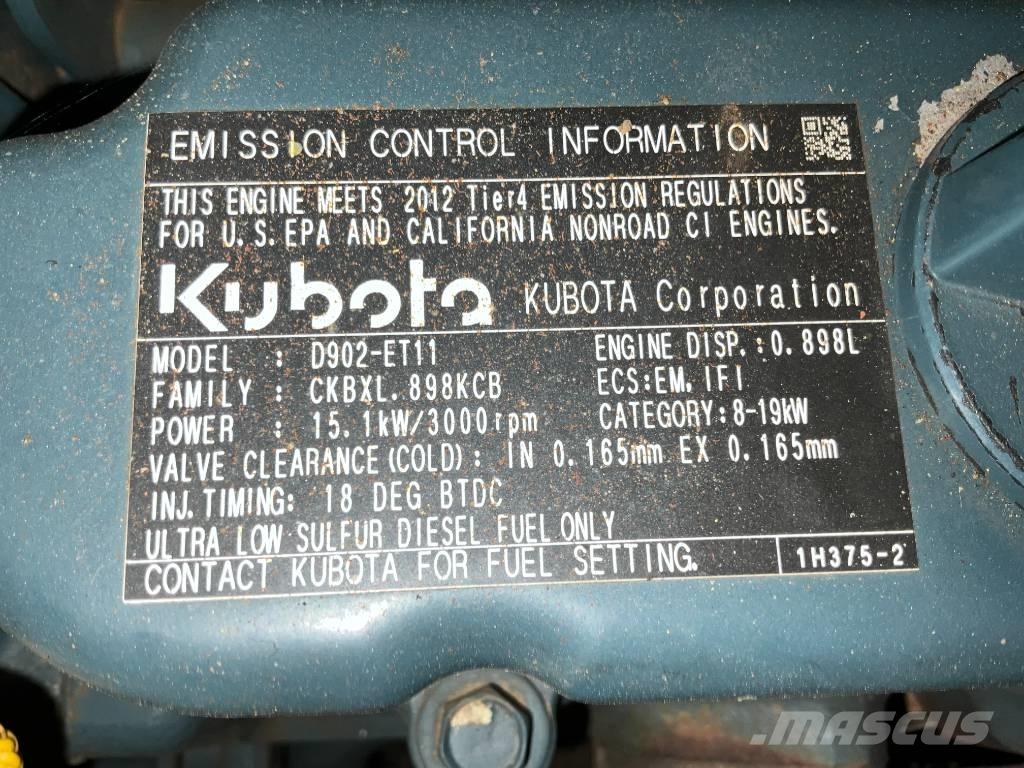 EMISSION CONTROL INFORMATION
THIS ENGINE MEETS 2012 Tier4 EMISSION REGULATIONS
FOR U.S.EPA AND CALIFORNIA NONROAD CI ENGINES.
Kubota KUBOTA Corporation
MODEL : D902-ET11 ENGINE DISP.:0.898L
FAMILY : CKBXL.898KCB ECS:EM,IFI
POWER : 15.1kW/3000rpm CATEGORY:8-19kW
VALVE CLEARANCE(COLD): IN 0.165mm EX 0.165mm
INJ.TIMING: 18 DEG BTDC
ULTRA LOW SULFUR DIESEL FUEL ONLY
CONTACT KUBOTA FOR FUEL SETTING. 1H375-2
MASCUS